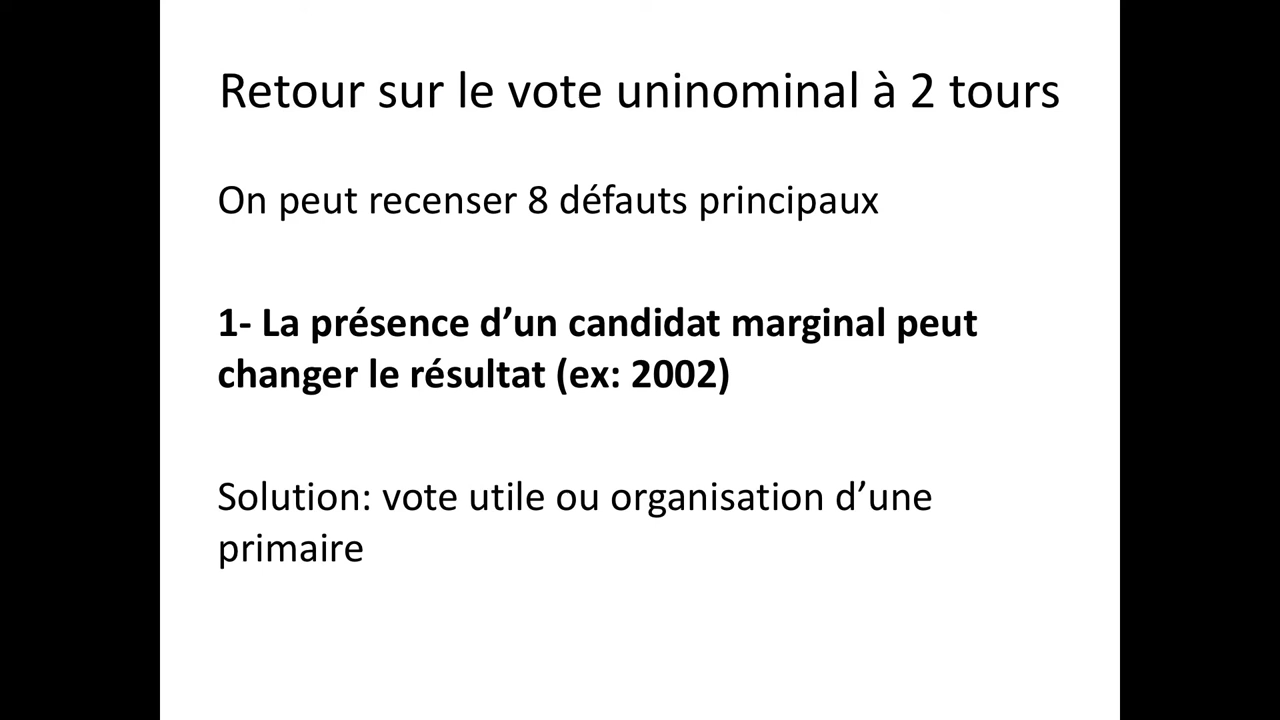 Retour sur le vote uninominal à 2 tours
On peut recenser 8 défauts principaux
1- La présence d’un candidat marginal peut
changer le résultat (ex: 2002)
Solution: vote utile ou organisation d’une
primaire